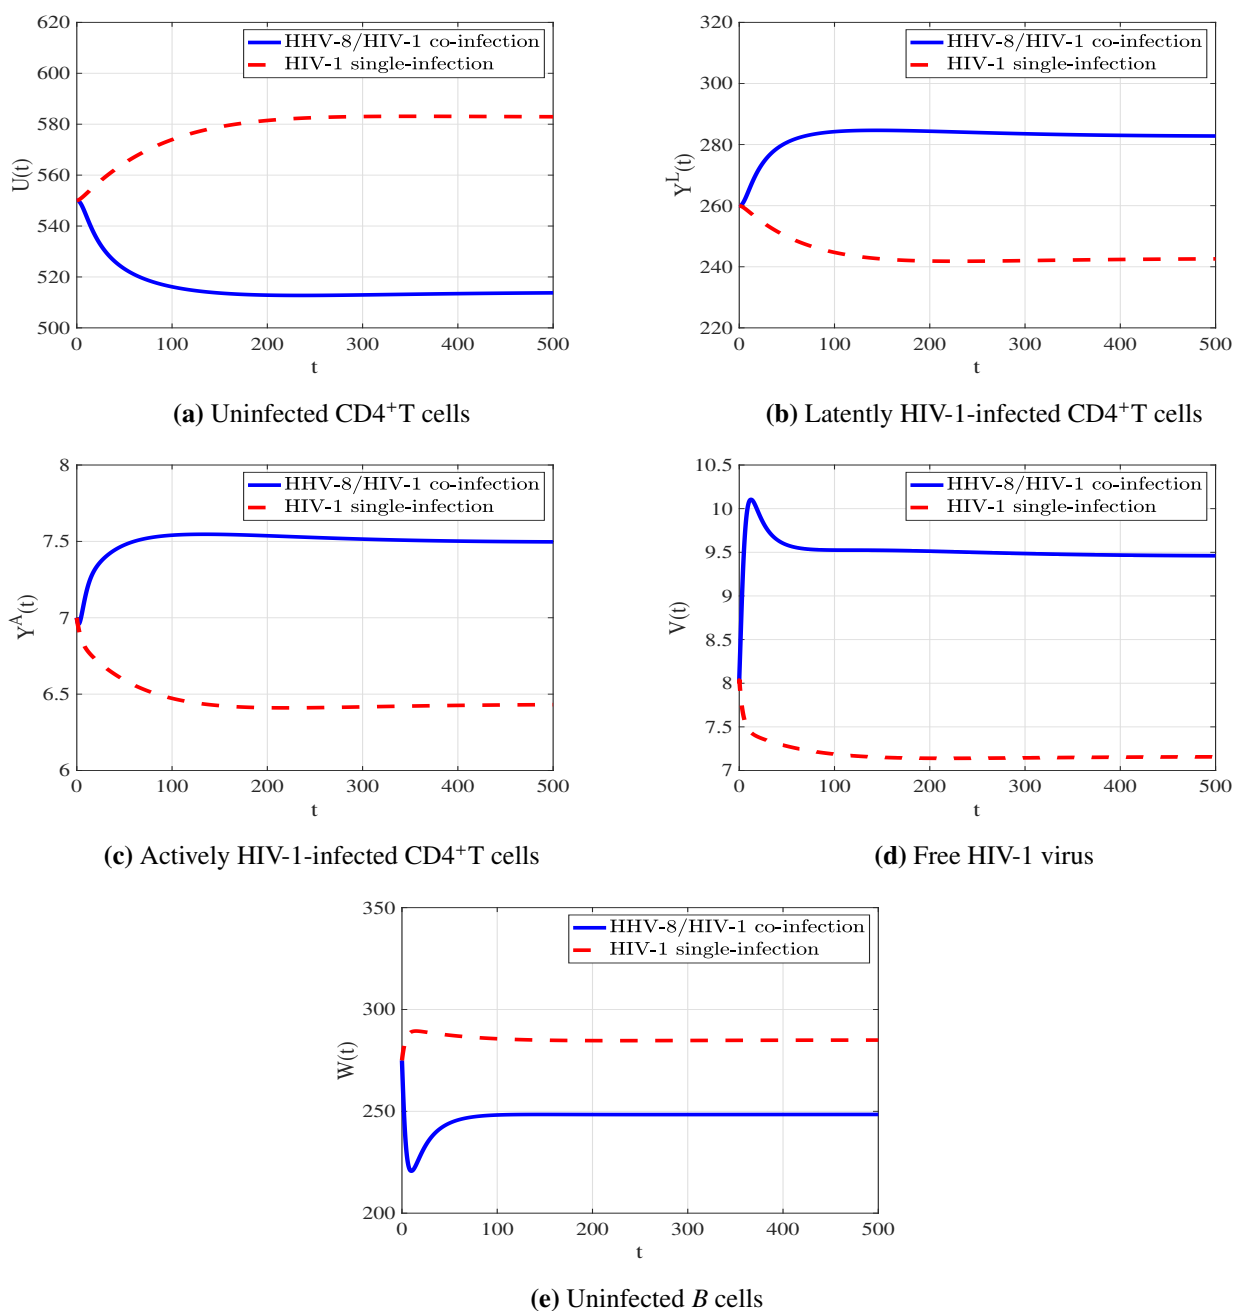 620
600
580
560
540
520
500
U(t)
HHV-8/HIV-1 co-infection
HIV-1 single-infection
0 100 200 300 400 500
t
(a) Uninfected CD4⁺T cells
320
300
280
260
240
220
Y^L(t)
HHV-8/HIV-1 co-infection
HIV-1 single-infection
0 100 200 300 400 500
t
(b) Latently HIV-1-infected CD4⁺T cells
8
7.5
7
6.5
6
Y^A(t)
HHV-8/HIV-1 co-infection
HIV-1 single-infection
0 100 200 300 400 500
t
(c) Actively HIV-1-infected CD4⁺T cells
10.5
10
9.5
9
8.5
8
7.5
7
V(t)
HHV-8/HIV-1 co-infection
HIV-1 single-infection
0 100 200 300 400 500
t
(d) Free HIV-1 virus
350
300
250
200
W(t)
HHV-8/HIV-1 co-infection
HIV-1 single-infection
0 100 200 300 400 500
t
(e) Uninfected B cells